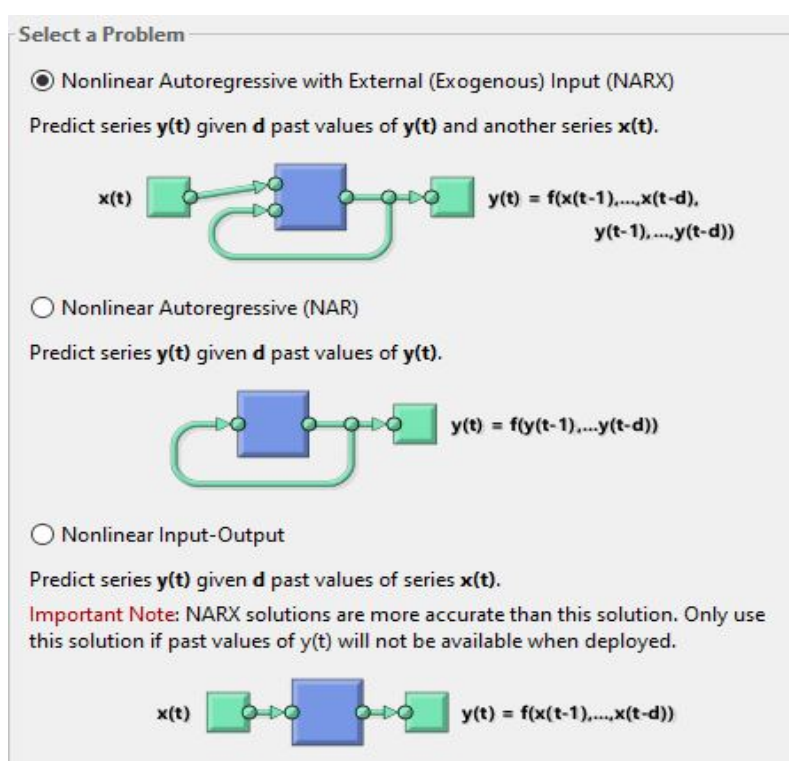 Select a Problem
Nonlinear Autoregressive with External (Exogenous) Input (NARX)
Predict series y(t) given d past values of y(t) and another series x(t).
x(t)
y(t) = f(x(t-1),...,x(t-d),
y(t-1),...,y(t-d))
Nonlinear Autoregressive (NAR)
Predict series y(t) given d past values of y(t).
y(t) = f(y(t-1),...y(t-d))
Nonlinear Input-Output
Predict series y(t) given d past values of series x(t).
Important Note: NARX solutions are more accurate than this solution. Only use
this solution if past values of y(t) will not be available when deployed.
x(t)
y(t) = f(x(t-1),...,x(t-d))